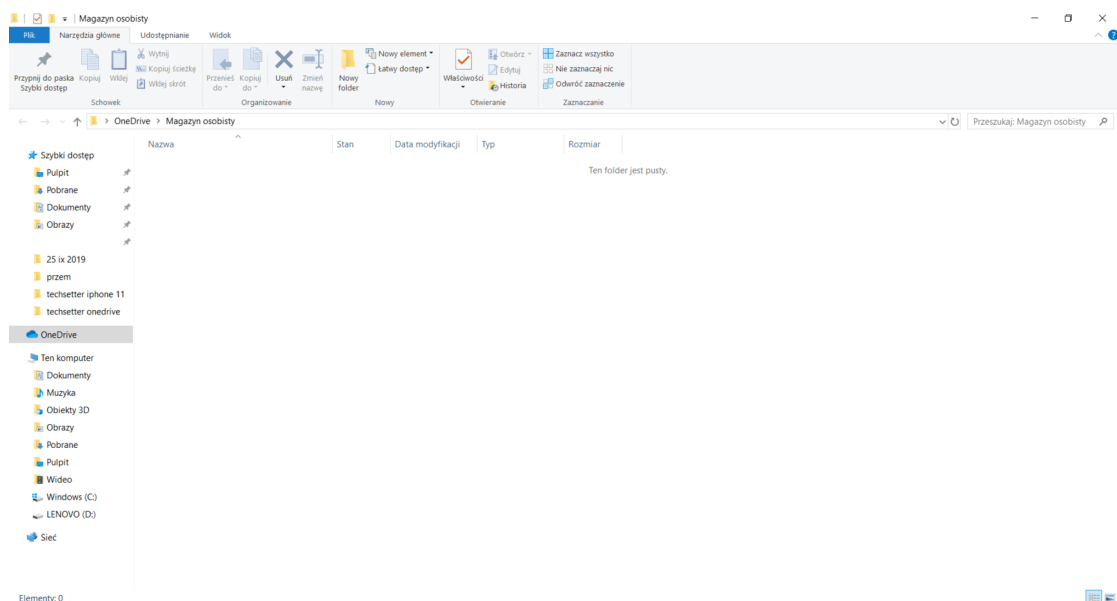 Magazyn osobisty
Plik Narzędzia główne Udostępnianie Widok
Przypnij do paska Szybki dostęp
Kopiuj
Wklej
Wytnij
Kopiuj ścieżkę
Wklej skrót
Schowek
Przenieś do
Kopiuj do
Usuń
Zmień nazwę
Organizowanie
Nowy folder
Nowy element
Łatwy dostęp
Nowy
Właściwości
Otwórz
Edytuj
Historia
Otwieranie
Zaznacz wszystko
Nie zaznaczaj nic
Odwróć zaznaczenie
Zaznaczanie
> OneDrive > Magazyn osobisty
Przeszukaj: Magazyn osobisty
Nazwa Stan Data modyfikacji Typ Rozmiar
Ten folder jest pusty.
Szybki dostęp
Pulpit
Pobrane
Dokumenty
Obrazy
25 ix 2019
przem
techsetter iphone 11
techsetter onedrive
OneDrive
Ten komputer
Dokumenty
Muzyka
Obiekty 3D
Obrazy
Pobrane
Pulpit
Wideo
Windows (C:)
LENOVO (D:)
Sieć
Elementy: 0